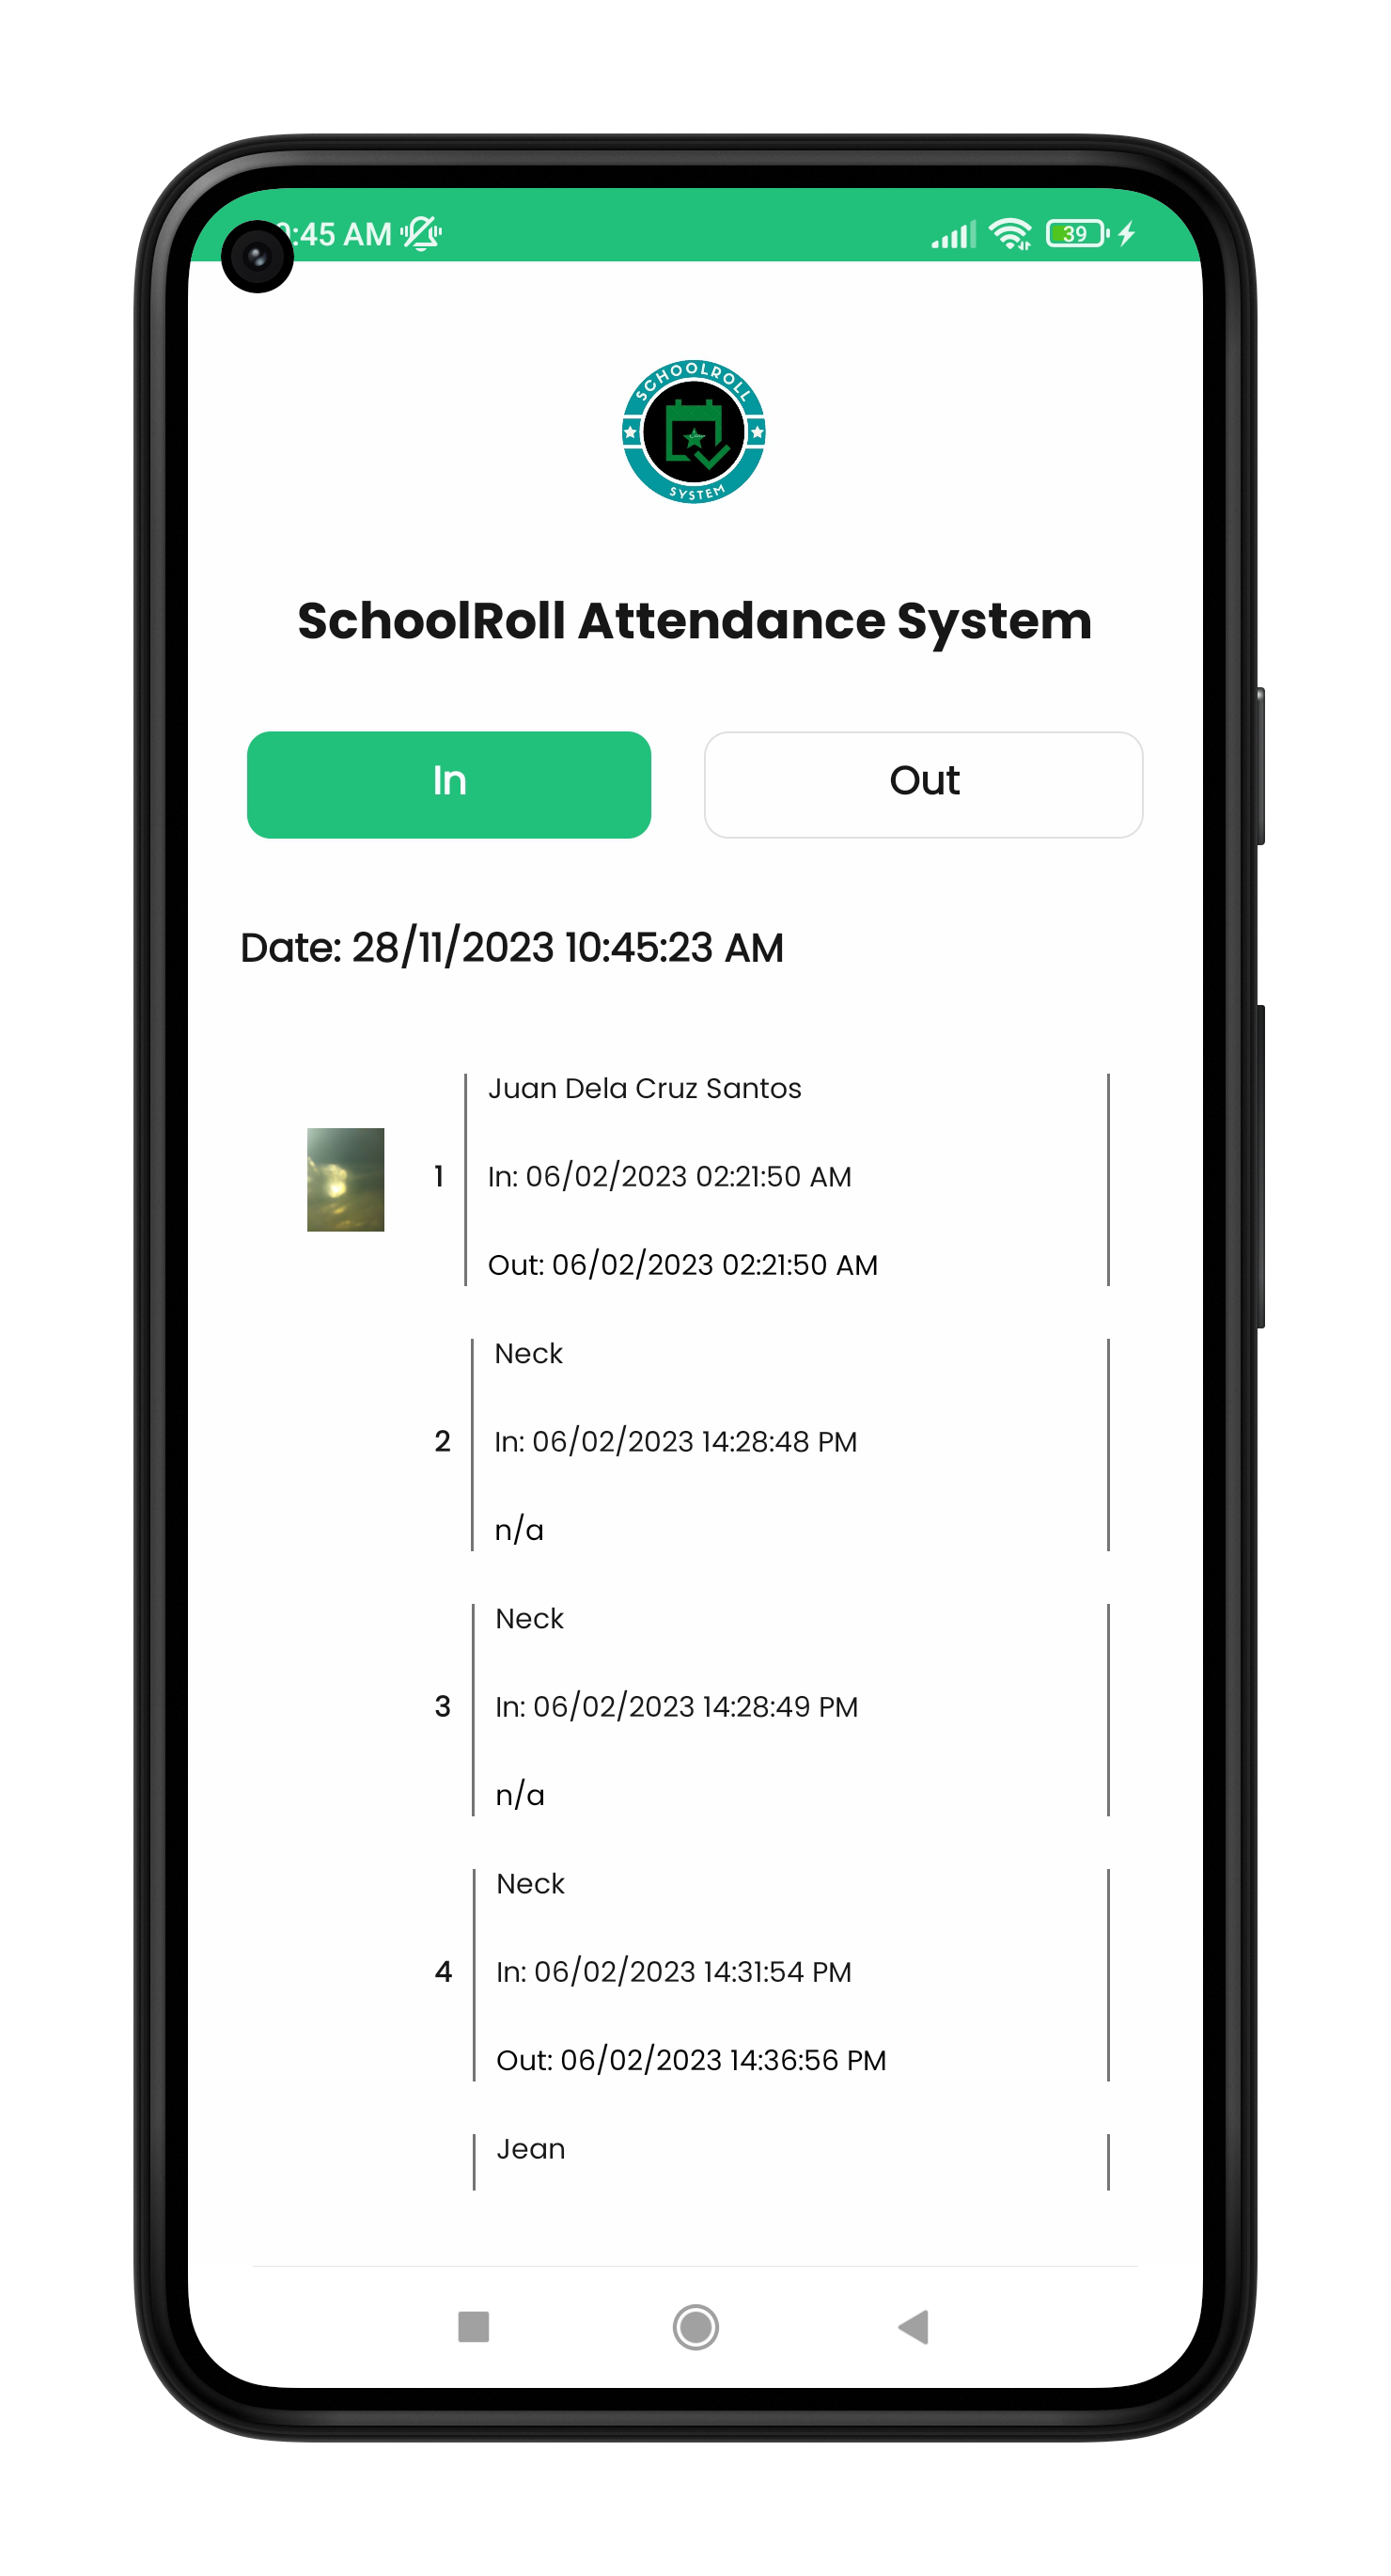 :45 AM
39
SCHOOLROLL
SYSTEM
SchoolRoll Attendance System
In
Out
Date: 28/11/2023 10:45:23 AM
Juan Dela Cruz Santos
1
In: 06/02/2023 02:21:50 AM
Out: 06/02/2023 02:21:50 AM
Neck
2
In: 06/02/2023 14:28:48 PM
n/a
Neck
3
In: 06/02/2023 14:28:49 PM
n/a
Neck
4
In: 06/02/2023 14:31:54 PM
Out: 06/02/2023 14:36:56 PM
Jean